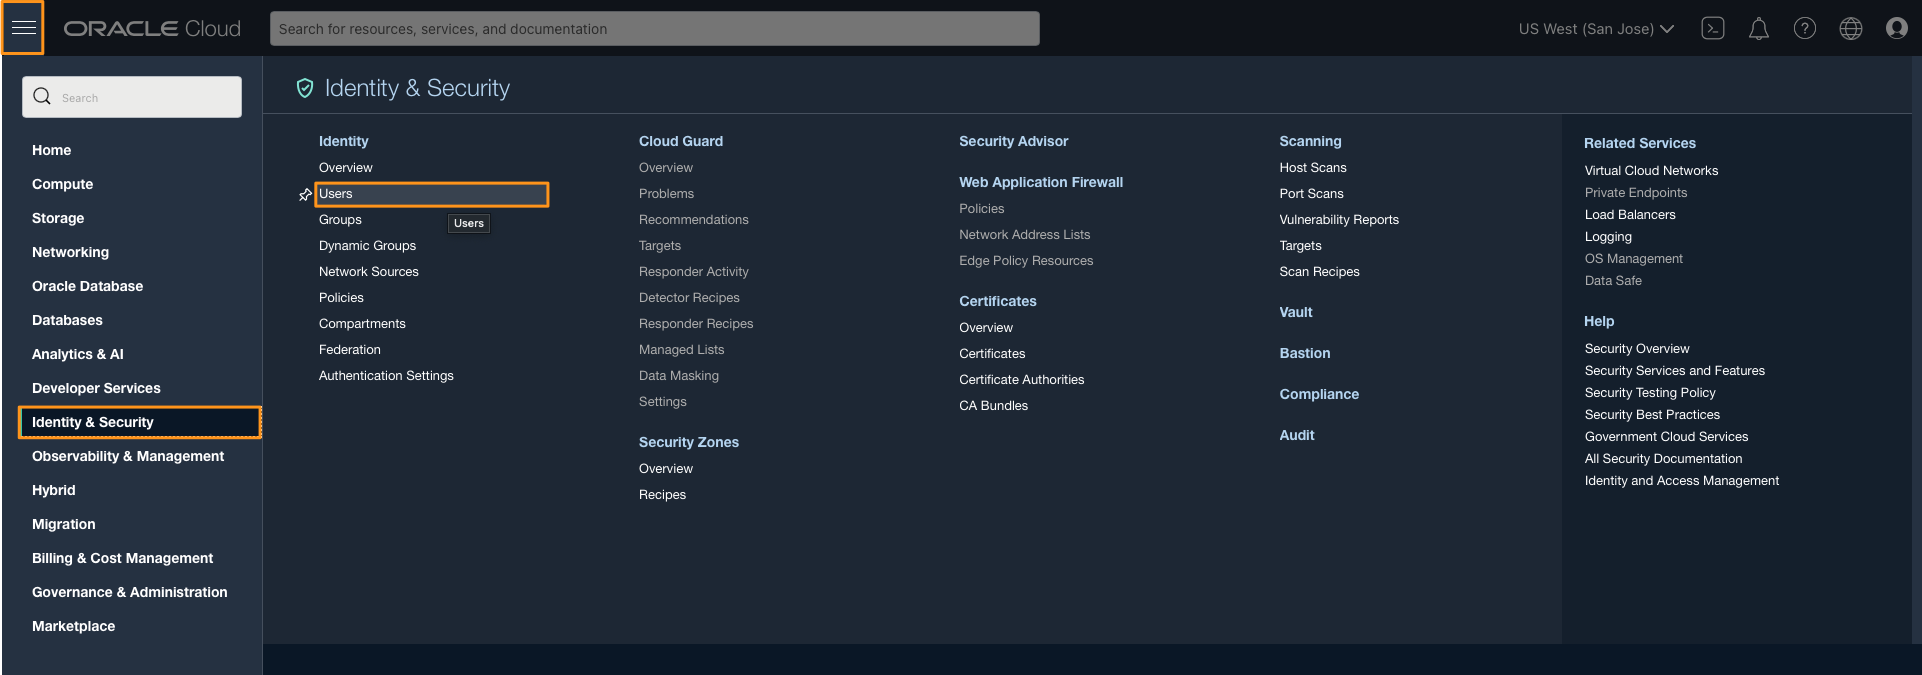 ORACLE Cloud
Search for resources, services, and documentation
US West (San Jose)
Search
Home
Compute
Storage
Networking
Oracle Database
Databases
Analytics & AI
Developer Services
Identity & Security
Observability & Management
Hybrid
Migration
Billing & Cost Management
Governance & Administration
Marketplace
Identity & Security
Identity
Overview
Users
Users
Groups
Dynamic Groups
Network Sources
Policies
Compartments
Federation
Authentication Settings
Cloud Guard
Overview
Problems
Recommendations
Targets
Responder Activity
Detector Recipes
Responder Recipes
Managed Lists
Data Masking
Settings
Security Zones
Overview
Recipes
Security Advisor
Web Application Firewall
Policies
Network Address Lists
Edge Policy Resources
Certificates
Overview
Certificates
Certificate Authorities
CA Bundles
Scanning
Host Scans
Port Scans
Vulnerability Reports
Targets
Scan Recipes
Vault
Bastion
Compliance
Audit
Related Services
Virtual Cloud Networks
Private Endpoints
Load Balancers
Logging
OS Management
Data Safe
Help
Security Overview
Security Services and Features
Security Testing Policy
Security Best Practices
Government Cloud Services
All Security Documentation
Identity and Access Management